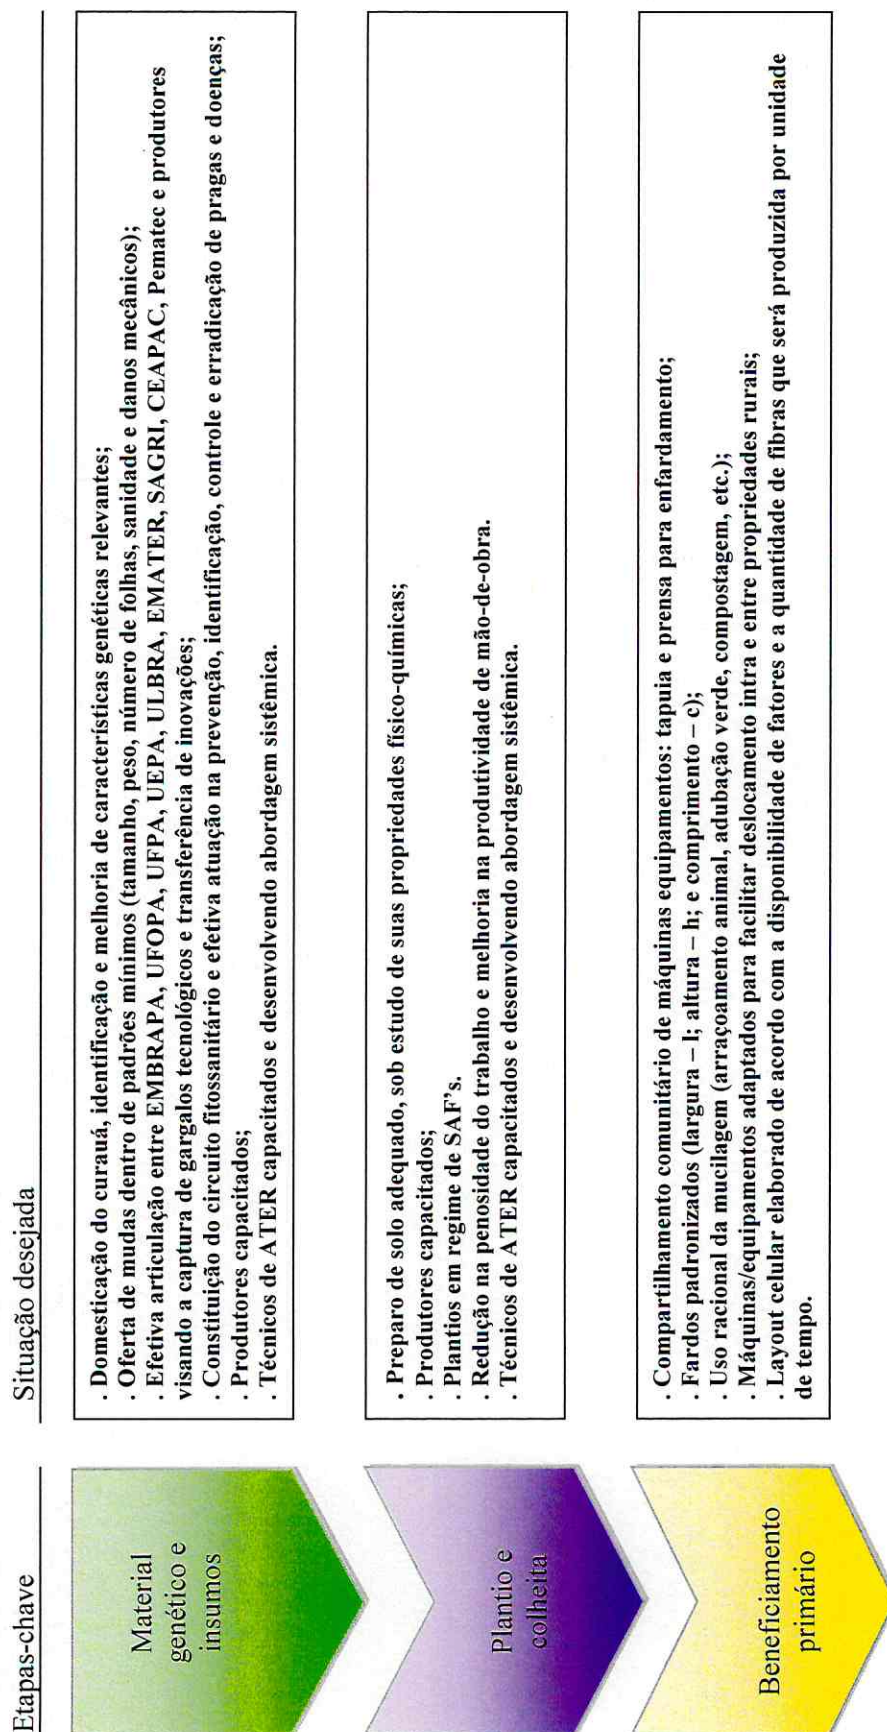 Etapas-chave
Situação desejada
Material
genético e
insumos
. Domesticação do curauá, identificação e melhoria de características genéticas relevantes;
. Oferta de mudas dentro de padrões mínimos (tamanho, peso, número de folhas, sanidade e danos mecânicos);
. Efetiva articulação entre EMBRAPA, UFOPA, UFPA, UEPA, ULBRA, EMATER, SAGRI, CEAPAC, Pematec e produtores
visando a captura de gargalos tecnológicos e transferência de inovações;
. Constituição do circuito fitossanitário e efetiva atuação na prevenção, identificação, controle e erradicação de pragas e doenças;
. Produtores capacitados;
. Técnicos de ATER capacitados e desenvolvendo abordagem sistêmica.
Plantio e
colheita
. Preparo de solo adequado, sob estudo de suas propriedades físico-químicas;
. Produtores capacitados;
. Plantios em regime de SAF's.
. Redução na penosidade do trabalho e melhoria na produtividade de mão-de-obra.
. Técnicos de ATER capacitados e desenvolvendo abordagem sistêmica.
Beneficiamento
primário
. Compartilhamento comunitário de máquinas equipamentos: tapuia e prensa para enfardamento;
. Fardos padronizados (largura – l; altura – h; e comprimento – c);
. Uso racional da mucilagem (arraçoamento animal, adubação verde, compostagem, etc.);
. Máquinas/equipamentos adaptados para facilitar deslocamento intra e entre propriedades rurais;
. Layout celular elaborado de acordo com a disponibilidade de fatores e a quantidade de fibras que será produzida por unidade
de tempo.